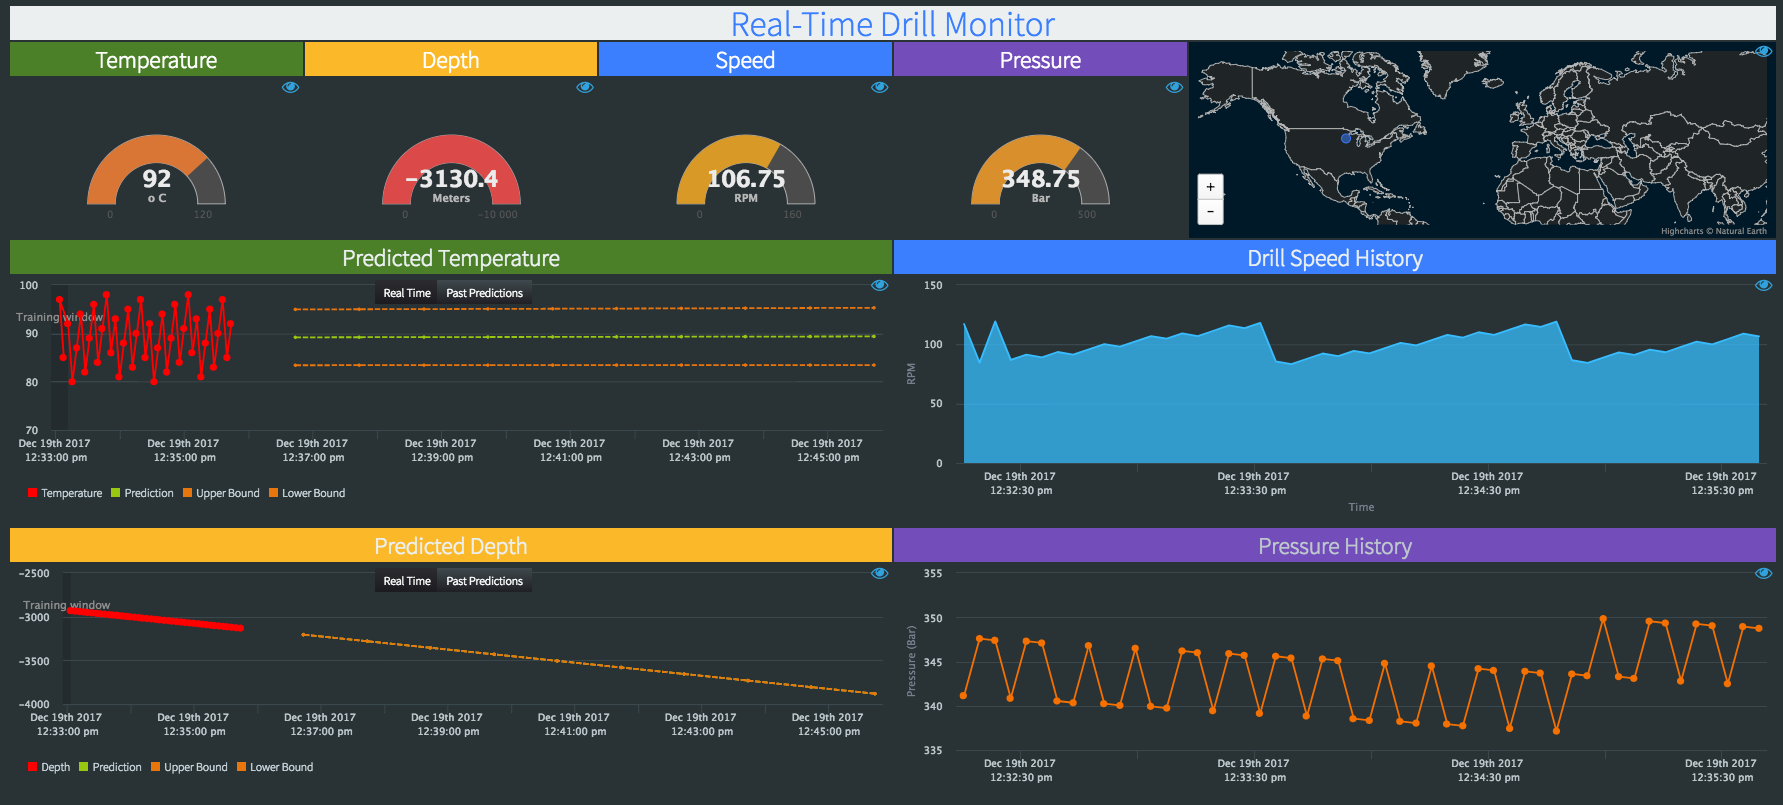 Real-Time Drill Monitor
Temperature
Depth
Speed
Pressure
92
o C
0
120
−3130.4
Meters
0
−10 000
106.75
RPM
0
160
348.75
Bar
0
500
+
-
Highcharts © Natural Earth
Predicted Temperature
Real Time
Past Predictions
Training window
100
90
80
70
Dec 19th 2017 12:33:00 pm
Dec 19th 2017 12:35:00 pm
Dec 19th 2017 12:37:00 pm
Dec 19th 2017 12:39:00 pm
Dec 19th 2017 12:41:00 pm
Dec 19th 2017 12:43:00 pm
Dec 19th 2017 12:45:00 pm
Temperature
Prediction
Upper Bound
Lower Bound
Drill Speed History
RPM
150
100
50
0
Dec 19th 2017 12:32:30 pm
Dec 19th 2017 12:33:30 pm
Dec 19th 2017 12:34:30 pm
Dec 19th 2017 12:35:30 pm
Time
Predicted Depth
Real Time
Past Predictions
Training window
−2500
−3000
−3500
−4000
Dec 19th 2017 12:33:00 pm
Dec 19th 2017 12:35:00 pm
Dec 19th 2017 12:37:00 pm
Dec 19th 2017 12:39:00 pm
Dec 19th 2017 12:41:00 pm
Dec 19th 2017 12:43:00 pm
Dec 19th 2017 12:45:00 pm
Depth
Prediction
Upper Bound
Lower Bound
Pressure History
Pressure (Bar)
355
350
345
340
335
Dec 19th 2017 12:32:30 pm
Dec 19th 2017 12:33:30 pm
Dec 19th 2017 12:34:30 pm
Dec 19th 2017 12:35:30 pm